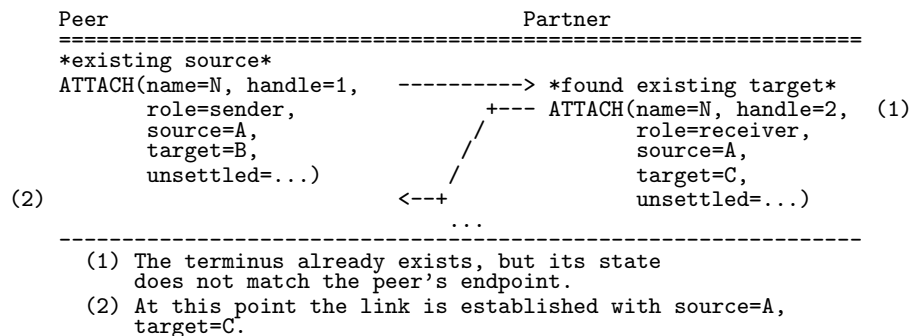 Peer Partner
=================================================================
*existing source*
ATTACH(name=N, handle=1, ----------> *found existing target*
role=sender, +--- ATTACH(name=N, handle=2, (1)
source=A, / role=receiver,
target=B, / source=A,
unsettled=...) / target=C,
(2) <--+ unsettled=...)
...
-----------------------------------------------------------------
(1) The terminus already exists, but its state
does not match the peer's endpoint.
(2) At this point the link is established with source=A,
target=C.